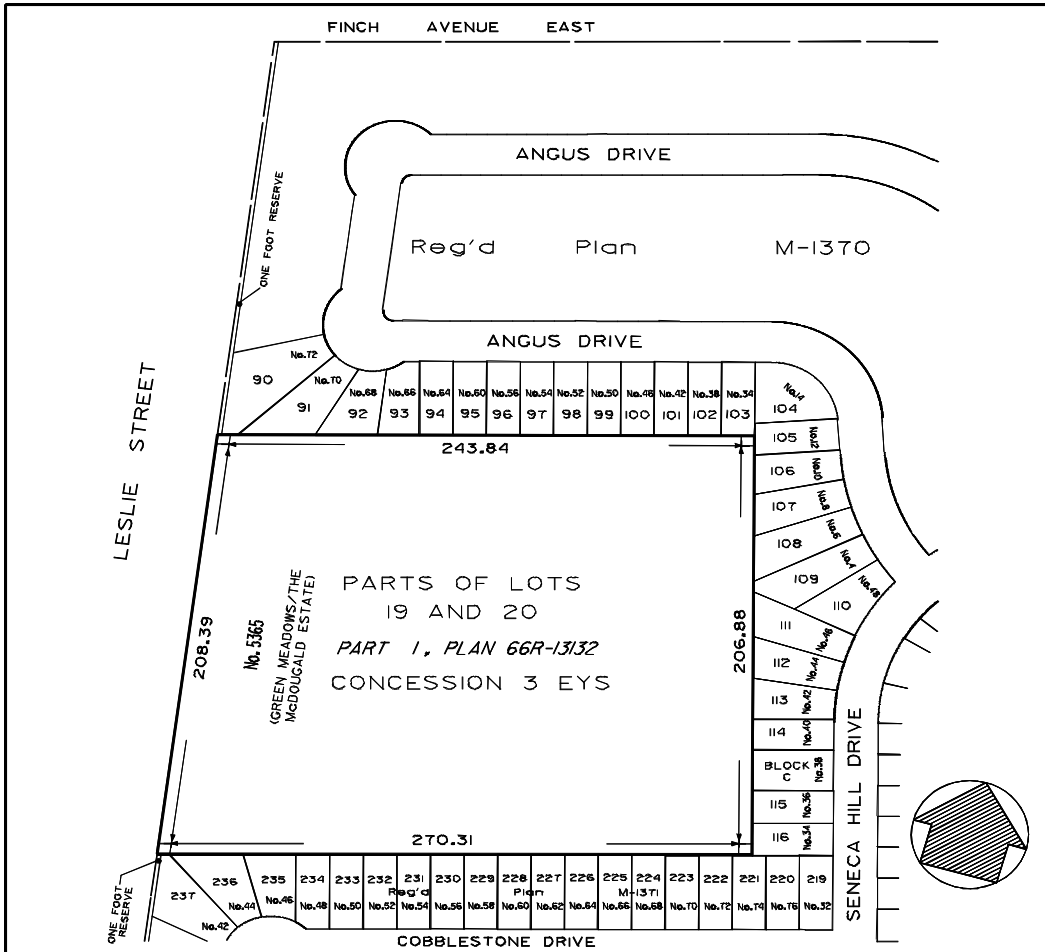 FINCH AVENUE EAST
ANGUS DRIVE
ONE FOOT RESERVE
Reg'd Plan M-1370
ANGUS DRIVE
LESLIE STREET
No.72
90
No.70
91
No.68
92
No.66
93
No.64
94
No.60
95
No.56
96
No.54
97
No.52
98
No.50
99
No.46
100
No.42
101
No.38
102
No.34
103
No.14
104
105 No.12
106 No.10
107 No.8
108 No.6
109 No.4
110 No.48
111 No.46
112 No.44
113 No.42
114 No.40
BLOCK C No.38
115 No.36
116 No.34
243.84
PARTS OF LOTS
19 AND 20
PART 1, PLAN 66R-13132
CONCESSION 3 EYS
No. 5365
(GREEN MEADOWS/THE
McDOUGALD ESTATE)
208.39
206.88
270.31
SENECA HILL DRIVE
ONE FOOT
RESERVE
237 236 235 234 233 232 231 230 229 228 227 226 225 224 223 222 221 220 219
Reg'd Plan M-1371
No.42 No.44 No.46 No.48 No.50 No.52 No.54 No.56 No.58 No.60 No.62 No.64 No.66 No.68 No.70 No.72 No.74 No.76 No.32
COBBLESTONE DRIVE